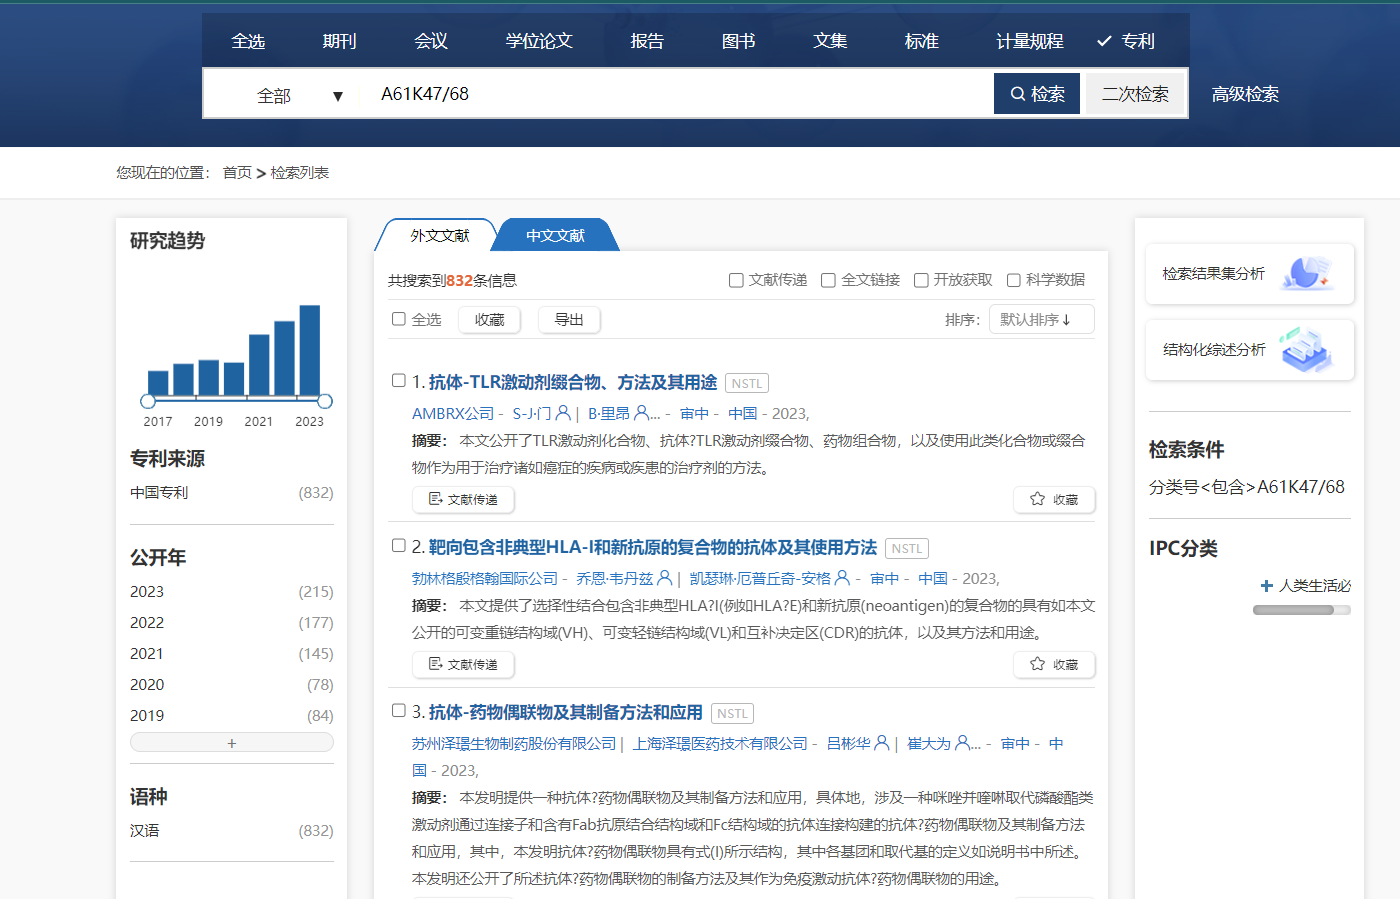 全选 期刊 会议 学位论文 报告 图书 文集 标准 计量规程 专利
全部 ▼ A61K47/68 检索 二次检索 高级检索
您现在的位置： 首页 > 检索列表
研究趋势
2017 2019 2021 2023
专利来源
中国专利 (832)
公开年
2023 (215)
2022 (177)
2021 (145)
2020 (78)
2019 (84)
+
语种
汉语 (832)
外文文献 中文文献
共搜索到832条信息 文献传递 全文链接 开放获取 科学数据
全选 收藏 导出 排序： 默认排序↓
1. 抗体-TLR激动剂缀合物、方法及其用途 NSTL
AMBRX公司 - S-J·门 | B·里昂 ... - 审中 - 中国 - 2023,
摘要： 本文公开了TLR激动剂化合物、抗体?TLR激动剂缀合物、药物组合物，以及使用此类化合物或缀合
物作为用于治疗诸如癌症的疾病或疾患的治疗剂的方法。
文献传递 收藏
2. 靶向包含非典型HLA-I和新抗原的复合物的抗体及其使用方法 NSTL
勃林格殷格翰国际公司 - 乔恩·韦丹兹 | 凯瑟琳·厄普丘奇-安格 - 审中 - 中国 - 2023,
摘要： 本文提供了选择性结合包含非典型HLA?I(例如HLA?E)和新抗原(neoantigen)的复合物的具有如本文
公开的可变重链结构域(VH)、可变轻链结构域(VL)和互补决定区(CDR)的抗体，以及其方法和用途。
文献传递 收藏
3. 抗体-药物偶联物及其制备方法和应用 NSTL
苏州泽璟生物制药股份有限公司 | 上海泽璟医药技术有限公司 - 吕彬华 | 崔大为 ... - 审中 - 中
国 - 2023,
摘要： 本发明提供一种抗体?药物偶联物及其制备方法和应用，具体地，涉及一种咪唑并喹啉取代磷酸酯类
激动剂通过连接子和含有Fab抗原结合结构域和Fc结构域的抗体连接构建的抗体?药物偶联物及其制备方法
和应用，其中，本发明抗体?药物偶联物具有式(I)所示结构，其中各基团和取代基的定义如说明书中所述。
本发明还公开了所述抗体?药物偶联物的制备方法及其作为免疫激动抗体?药物偶联物的用途。
检索结果集分析
结构化综述分析
检索条件
分类号<包含>A61K47/68
IPC分类
+ 人类生活必